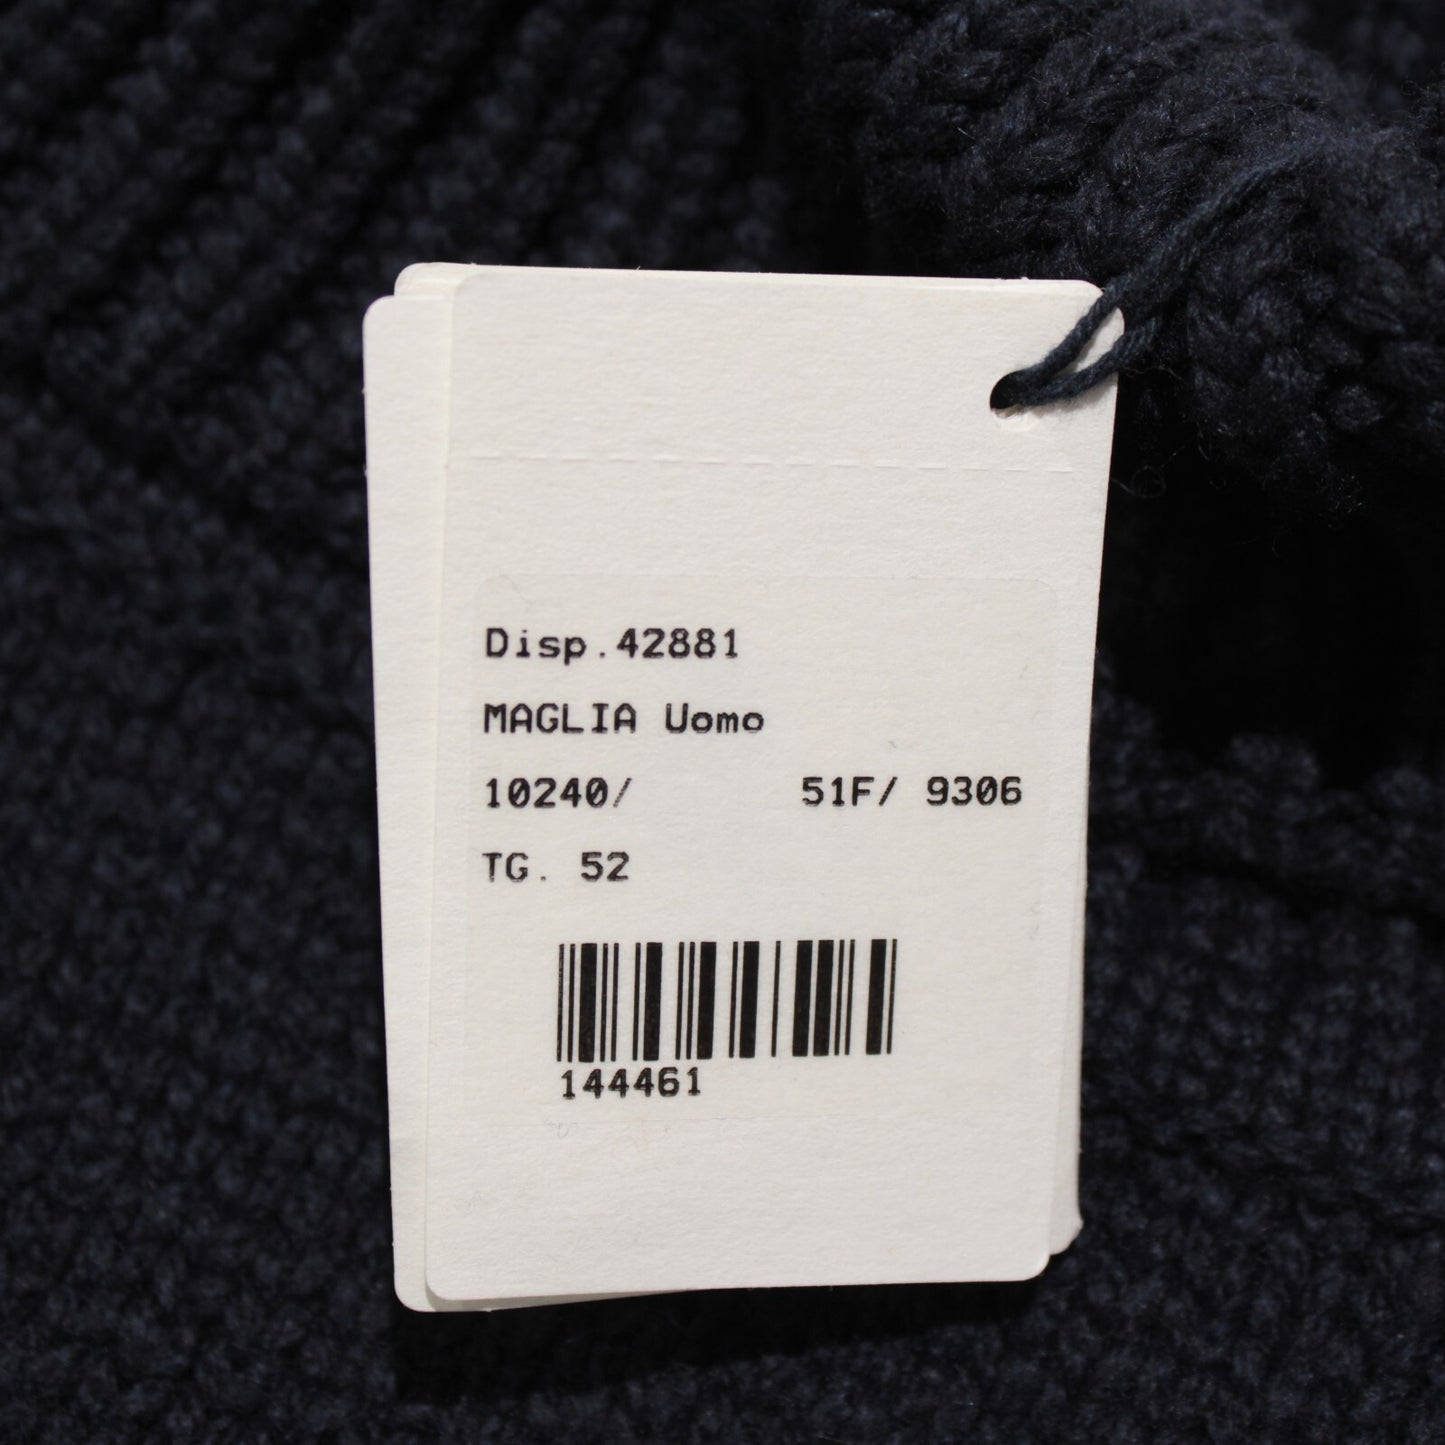 Disp.42881
MAGLIA Uomo
10240/ 51F/ 9306
TG. 52
144461